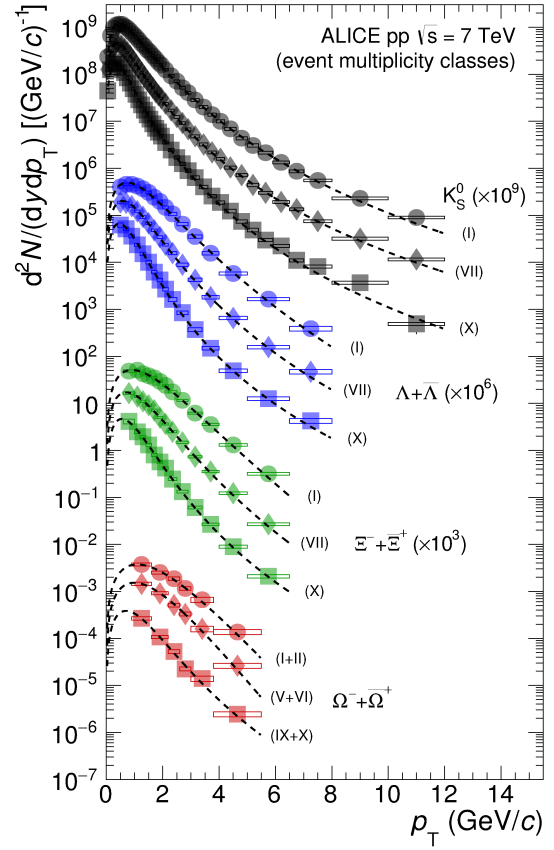 ALICE pp √s = 7 TeV
(event multiplicity classes)
d²N/(dydp_T) [(GeV/c)⁻¹]
10⁹
10⁸
10⁷
10⁶
10⁵
10⁴
10³
10²
10
1
10⁻¹
10⁻²
10⁻³
10⁻⁴
10⁻⁵
10⁻⁶
10⁻⁷
K⁰_S (×10⁹)
(I)
(VII)
(X)
(I)
(VII)
Λ+Λ̅ (×10⁶)
(X)
(I)
(VII)
Ξ⁻+Ξ̅⁺ (×10³)
(X)
(I+II)
(V+VI)
Ω⁻+Ω̅⁺
(IX+X)
0 2 4 6 8 10 12 14
p_T (GeV/c)